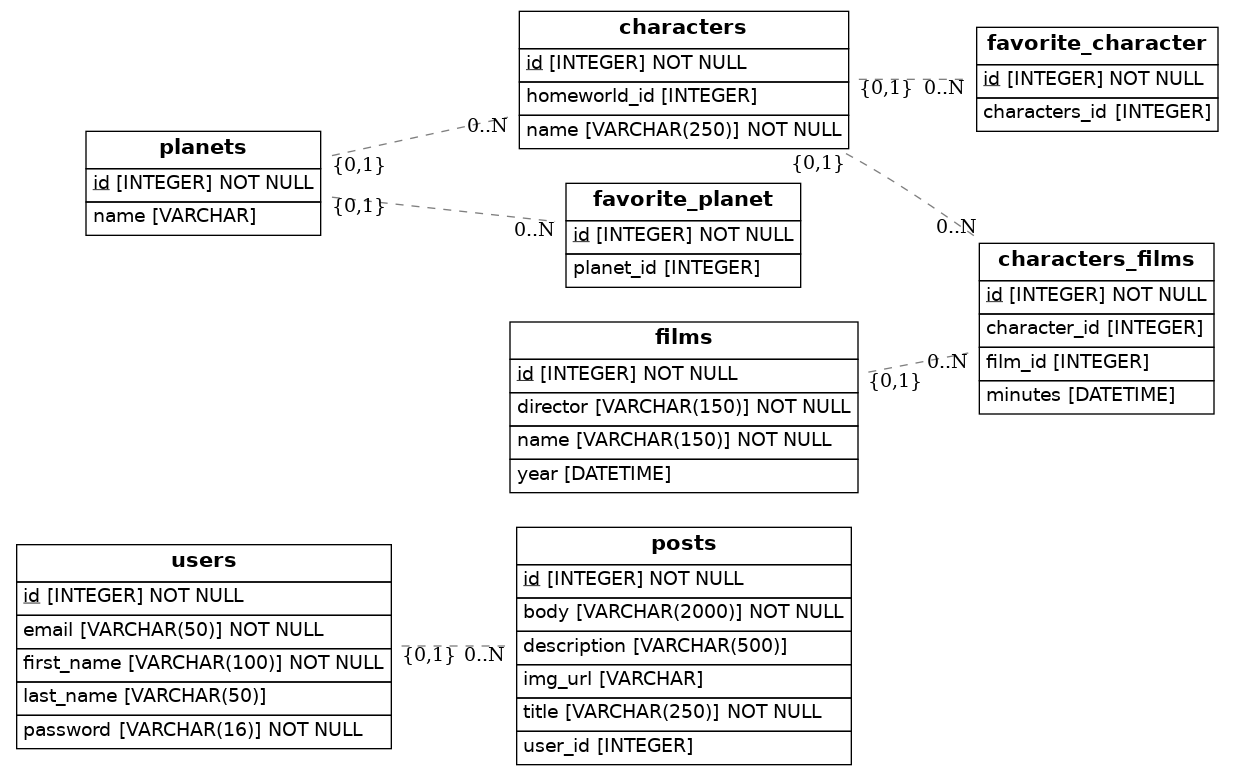 characters
id [INTEGER] NOT NULL
homeworld_id [INTEGER]
name [VARCHAR(250)] NOT NULL
favorite_character
id [INTEGER] NOT NULL
characters_id [INTEGER]
{0,1} 0..N
planets
id [INTEGER] NOT NULL
name [VARCHAR]
{0,1}
0..N
{0,1}
0..N
favorite_planet
id [INTEGER] NOT NULL
planet_id [INTEGER]
{0,1}
0..N
characters_films
id [INTEGER] NOT NULL
character_id [INTEGER]
film_id [INTEGER]
minutes [DATETIME]
films
id [INTEGER] NOT NULL
director [VARCHAR(150)] NOT NULL
name [VARCHAR(150)] NOT NULL
year [DATETIME]
{0,1}
0..N
users
id [INTEGER] NOT NULL
email [VARCHAR(50)] NOT NULL
first_name [VARCHAR(100)] NOT NULL
last_name [VARCHAR(50)]
password [VARCHAR(16)] NOT NULL
{0,1} 0..N
posts
id [INTEGER] NOT NULL
body [VARCHAR(2000)] NOT NULL
description [VARCHAR(500)]
img_url [VARCHAR]
title [VARCHAR(250)] NOT NULL
user_id [INTEGER]